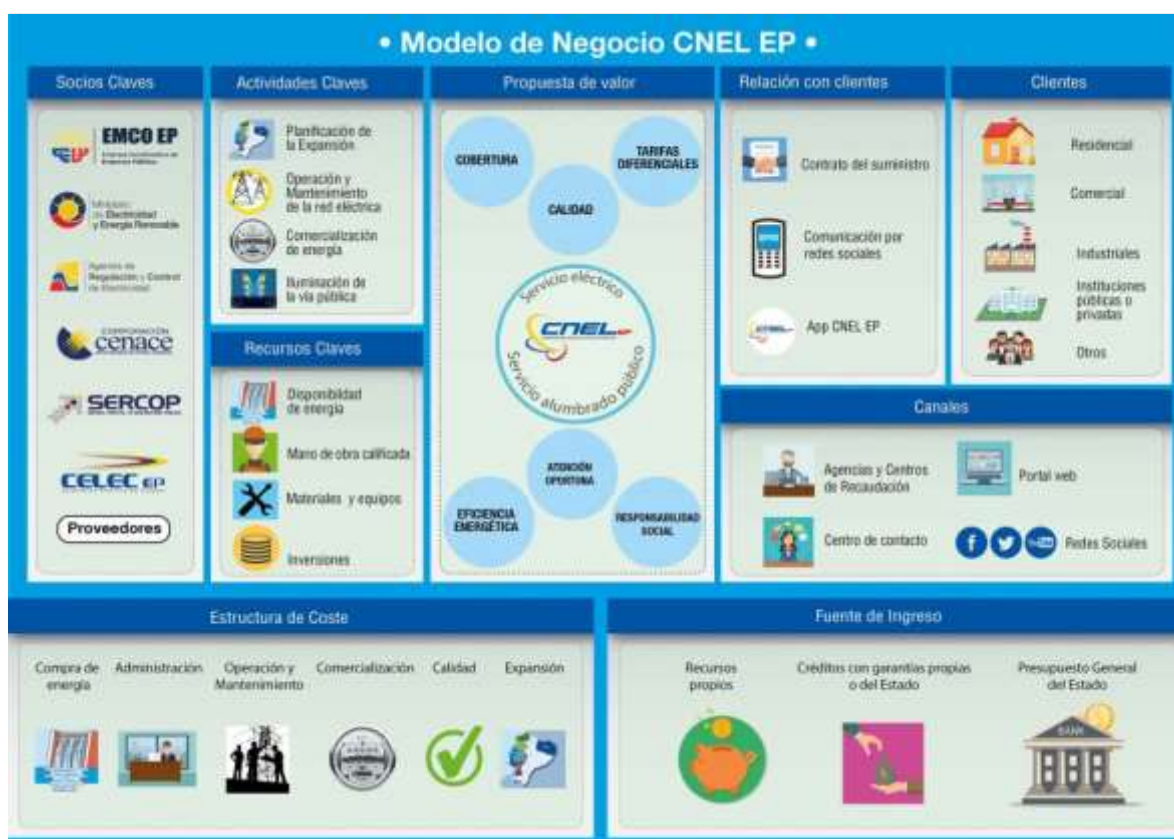 • Modelo de Negocio CNEL EP •
Socios Claves
EMCO EP
Ministerio
de Electricidad
y Energía Renovable
Agencia de
Regulación y Control
de Electricidad
CORPORACIÓN
cenace
SERCOP
CELEC EP
Proveedores
Actividades Claves
Planificación de
la Expansión
Operación y
Mantenimiento
de la red eléctrica
Comercialización
de energía
Iluminación de
la vía pública
Recursos Claves
Disponibildad
de energía
Mano de obra calificada
Materiales y equipos
Inversiones
Propuesta de valor
COBERTURA
TARIFAS
DIFERENCIALES
CALIDAD
Servicio eléctrico
CNEL EP
Servicio alumbrado público
ATENCIÓN
OPORTUNA
EFICIENCIA
ENERGÉTICA
RESPONSABILIDAD
SOCIAL
Relación con clientes
Contrato del suministro
Comunicación por
redes sociales
CNEL
App CNEL EP
Clientes
Residencial
Comercial
Industriales
Instituciones
públicas o
privadas
Otros
Canales
Agencias y Centros
de Recaudación
Portal web
Centro de contacto
Redes Sociales
Estructura de Coste
Compra de
energía
Administración
Operación y
Mantenimiento
Comercialización
Calidad
Expansión
Fuente de Ingreso
Recursos
propios
Créditos con garantías propias
o del Estado
Presupuesto General
del Estado
BANK